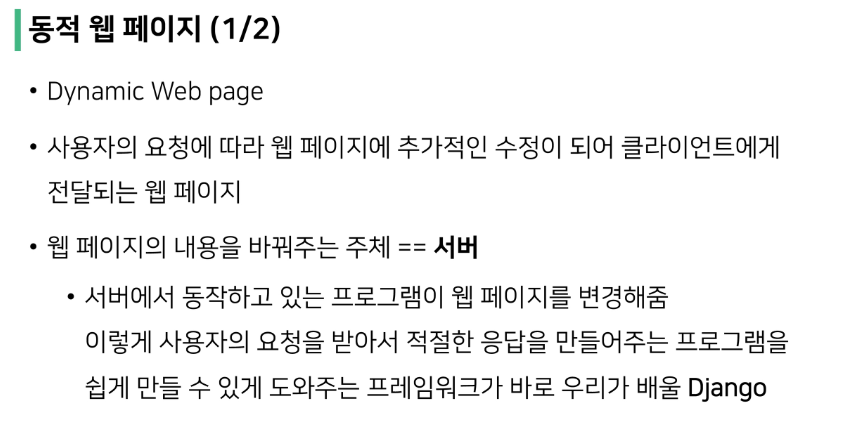 동적 웹 페이지 (1/2)
• Dynamic Web page
• 사용자의 요청에 따라 웹 페이지에 추가적인 수정이 되어 클라이언트에게
전달되는 웹 페이지
• 웹 페이지의 내용을 바꿔주는 주체 == 서버
• 서버에서 동작하고 있는 프로그램이 웹 페이지를 변경해줌
이렇게 사용자의 요청을 받아서 적절한 응답을 만들어주는 프로그램을
쉽게 만들 수 있게 도와주는 프레임워크가 바로 우리가 배울 Django